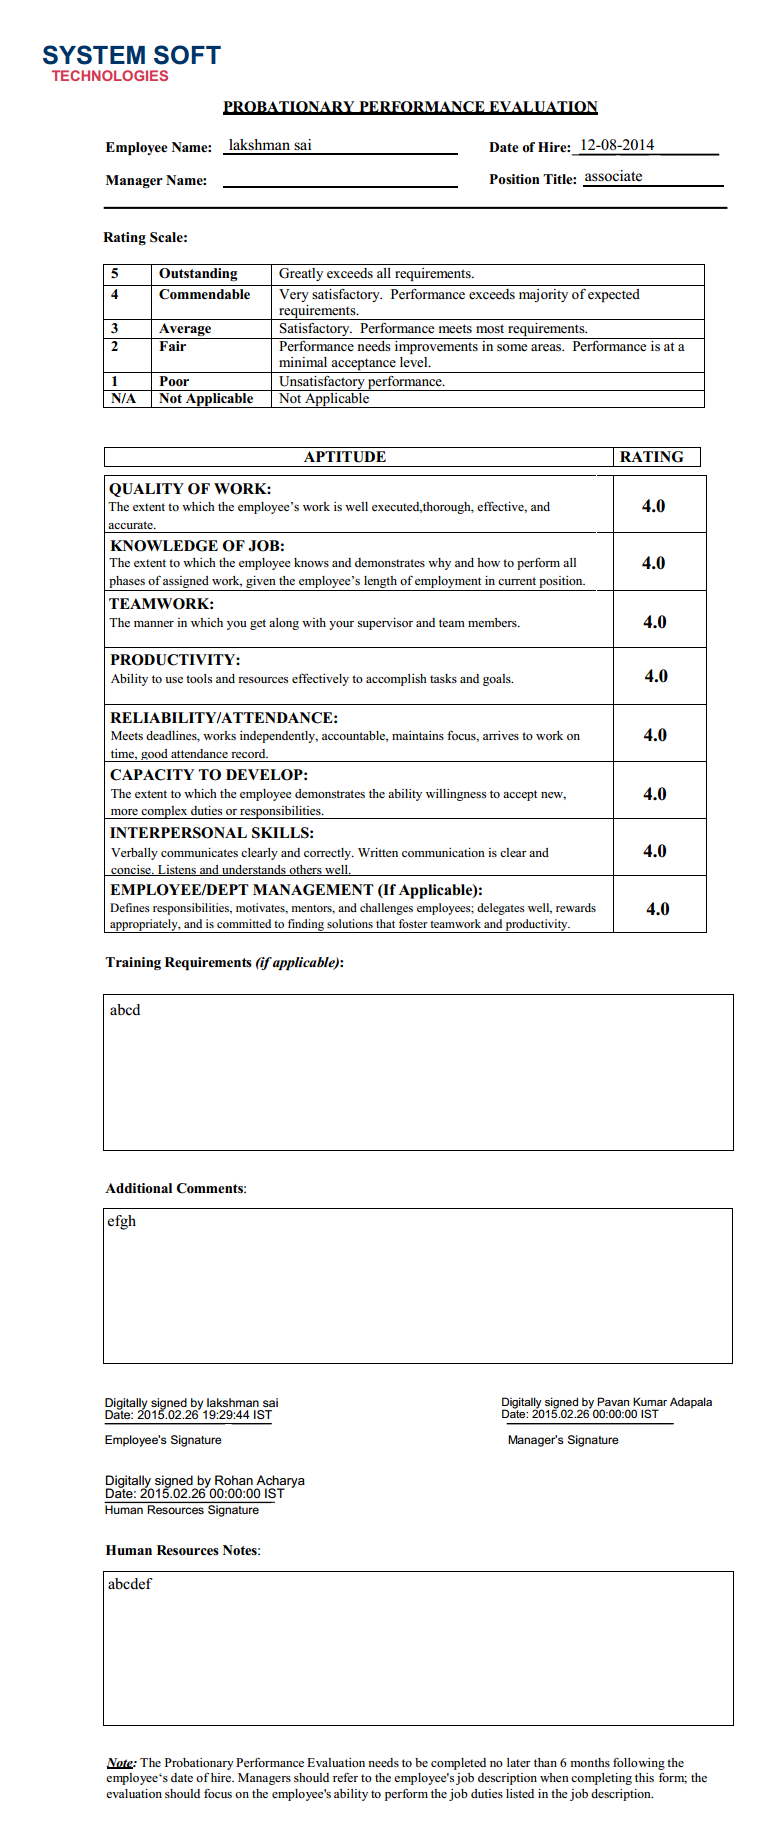 SYSTEM SOFT
TECHNOLOGIES
PROBATIONARY PERFORMANCE EVALUATION
Employee Name: lakshman sai Date of Hire: 12-08-2014
Manager Name: Position Title: associate
Rating Scale:
5 Outstanding Greatly exceeds all requirements.
4 Commendable Very satisfactory. Performance exceeds majority of expected
requirements.
3 Average Satisfactory. Performance meets most requirements.
2 Fair Performance needs improvements in some areas. Performance is at a
minimal acceptance level.
1 Poor Unsatisfactory performance.
N/A Not Applicable Not Applicable
APTITUDE RATING
QUALITY OF WORK:
The extent to which the employee’s work is well executed,thorough, effective, and
accurate.
4.0
KNOWLEDGE OF JOB:
The extent to which the employee knows and demonstrates why and how to perform all
phases of assigned work, given the employee’s length of employment in current position.
4.0
TEAMWORK:
The manner in which you get along with your supervisor and team members.
4.0
PRODUCTIVITY:
Ability to use tools and resources effectively to accomplish tasks and goals.
4.0
RELIABILITY/ATTENDANCE:
Meets deadlines, works independently, accountable, maintains focus, arrives to work on
time, good attendance record.
4.0
CAPACITY TO DEVELOP:
The extent to which the employee demonstrates the ability willingness to accept new,
more complex duties or responsibilities.
4.0
INTERPERSONAL SKILLS:
Verbally communicates clearly and correctly. Written communication is clear and
concise. Listens and understands others well.
4.0
EMPLOYEE/DEPT MANAGEMENT (If Applicable):
Defines responsibilities, motivates, mentors, and challenges employees; delegates well, rewards
appropriately, and is committed to finding solutions that foster teamwork and productivity.
4.0
Training Requirements (if applicable):
abcd
Additional Comments:
efgh
Digitally signed by lakshman sai
Date: 2015.02.26 19:29:44 IST
Employee's Signature
Digitally signed by Pavan Kumar Adapala
Date: 2015.02.26 00:00:00 IST
Manager's Signature
Digitally signed by Rohan Acharya
Date: 2015.02.26 00:00:00 IST
Human Resources Signature
Human Resources Notes:
abcdef
Note: The Probationary Performance Evaluation needs to be completed no later than 6 months following the
employee‘s date of hire. Managers should refer to the employee's job description when completing this form; the
evaluation should focus on the employee's ability to perform the job duties listed in the job description.